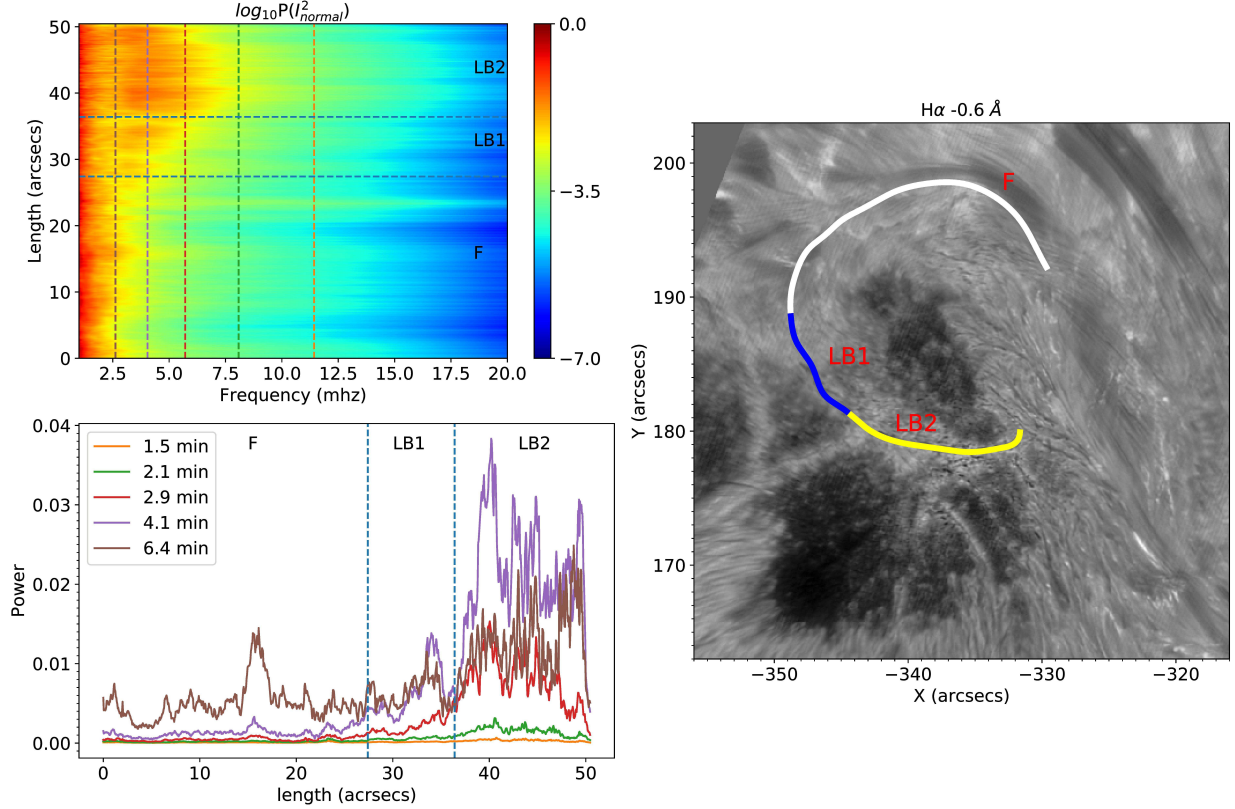 log₁₀P(I²normal)
50
40
30
20
10
0
Length (arcsecs)
LB2
LB1
F
2.5
5.0
7.5
10.0
12.5
15.0
17.5
20.0
Frequency (mhz)
0.0
−3.5
−7.0
0.04
0.03
0.02
0.01
0.00
Power
1.5 min
2.1 min
2.9 min
4.1 min
6.4 min
F
LB1
LB2
0
10
20
30
40
50
length (acrsecs)
Hα -0.6 Å
200
190
180
170
Y (arcsecs)
F
LB1
LB2
−350
−340
−330
−320
X (arcsecs)